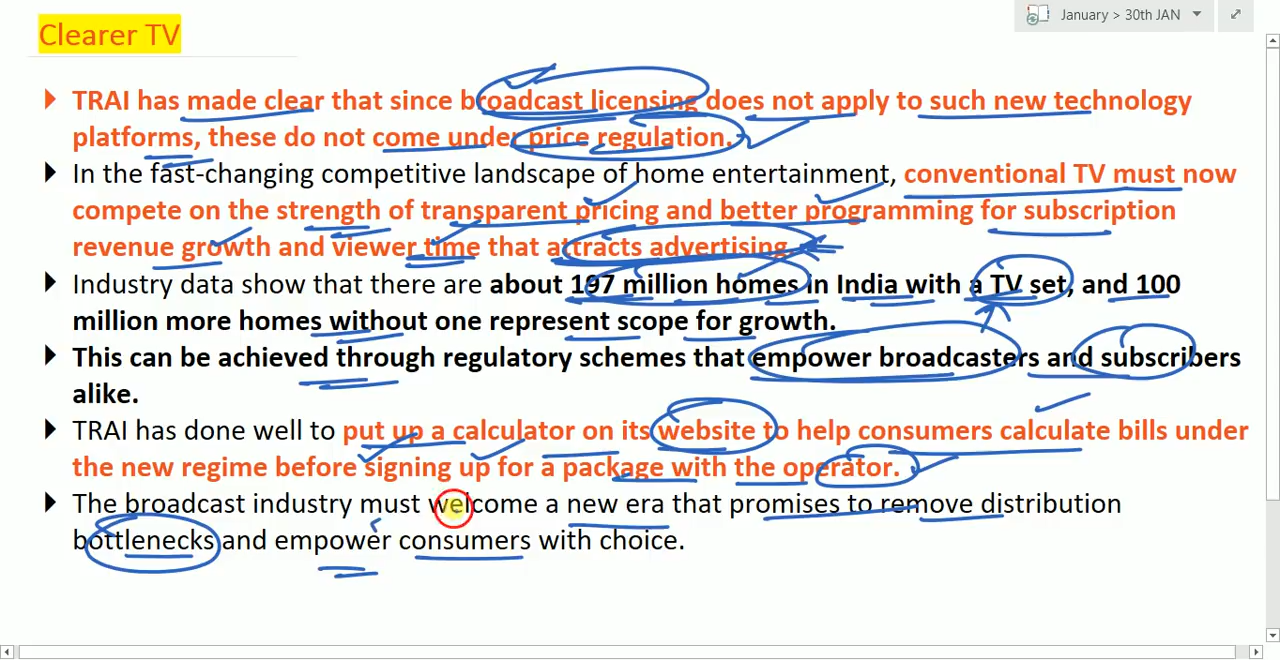 January > 30th JAN
Clearer TV
TRAI has made clear that since broadcast licensing does not apply to such new technology
platforms, these do not come under price regulation.
In the fast-changing competitive landscape of home entertainment, conventional TV must now
compete on the strength of transparent pricing and better programming for subscription
revenue growth and viewer time that attracts advertising.
Industry data show that there are about 197 million homes in India with a TV set, and 100
million more homes without one represent scope for growth.
This can be achieved through regulatory schemes that empower broadcasters and subscribers
alike.
TRAI has done well to put up a calculator on its website to help consumers calculate bills under
the new regime before signing up for a package with the operator.
The broadcast industry must welcome a new era that promises to remove distribution
bottlenecks and empower consumers with choice.